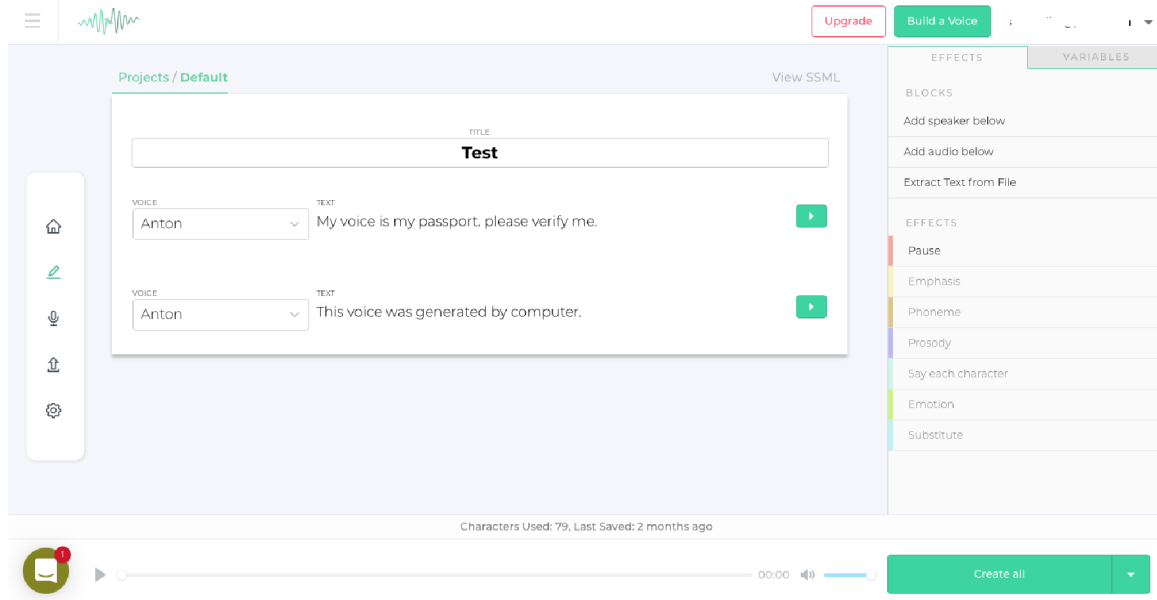 Upgrade
Build a Voice
Projects / Default
View SSML
TITLE
Test
VOICE
TEXT
Anton
My voice is my passport. please verify me.
VOICE
TEXT
Anton
This voice was generated by computer.
EFFECTS
VARIABLES
BLOCKS
Add speaker below
Add audio below
Extract Text from File
EFFECTS
Pause
Emphasis
Phoneme
Prosody
Say each character
Emotion
Substitute
Characters Used: 79, Last Saved: 2 months ago
1
00:00
Create all